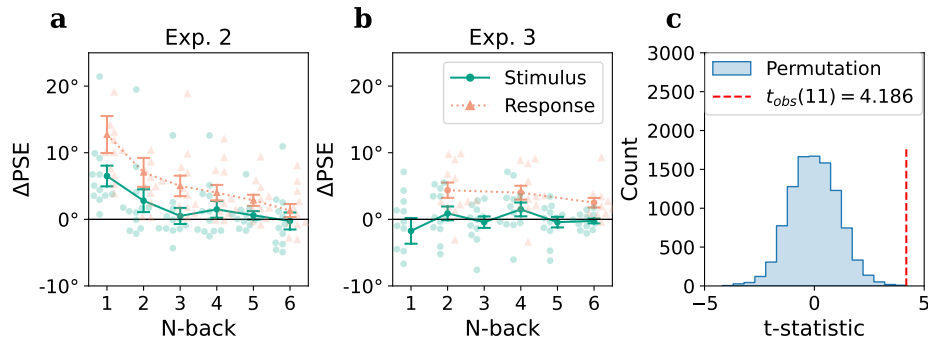 a
Exp. 2
ΔPSE
20°
10°
0°
-10°
1 2 3 4 5 6
N-back
b
Exp. 3
Stimulus
Response
ΔPSE
20°
10°
0°
-10°
1 2 3 4 5 6
N-back
c
Permutation
t_obs(11) = 4.186
Count
3000
2500
2000
1500
1000
500
0
−5 0 5
t-statistic